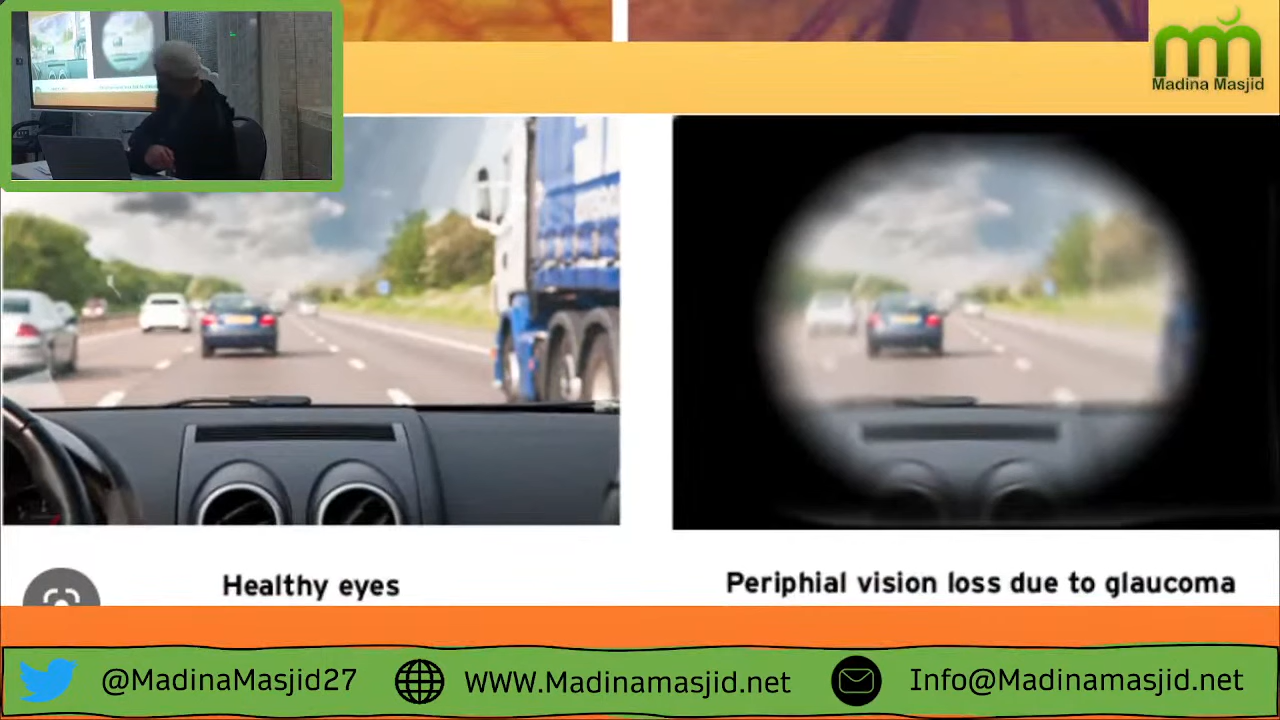 Madina Masjid
Healthy eyes
Periphial vision loss due to glaucoma
@MadinaMasjid27
WWW.Madinamasjid.net
Info@Madinamasjid.net